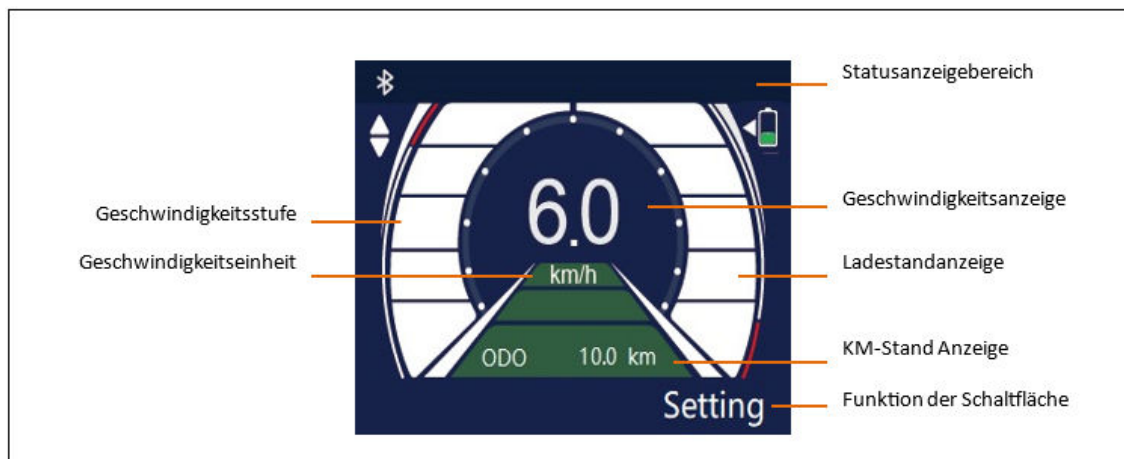 Statusanzeigebereich
Geschwindigkeitsstufe
Geschwindigkeitseinheit
6.0
km/h
ODO 10.0 km
Setting
Geschwindigkeitsanzeige
Ladestandanzeige
KM-Stand Anzeige
Funktion der Schaltfläche